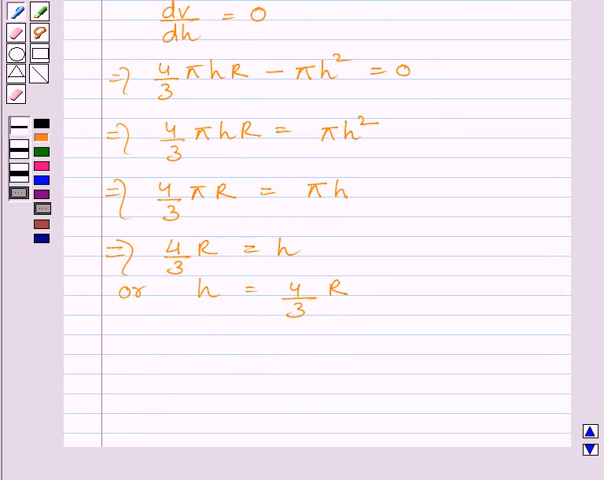 dv/dh = 0
⇒ 4/3 πhR − πh² = 0
⇒ 4/3 πhR = πh²
⇒ 4/3 πR = πh
⇒ 4/3 R = h
or h = 4/3 R